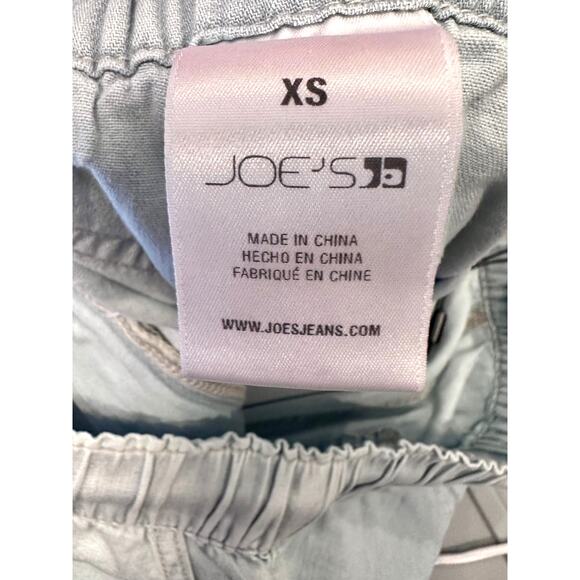 XS
JOE'S
MADE IN CHINA
HECHO EN CHINA
FABRIQUÉ EN CHINE
WWW.JOESJEANS.COM